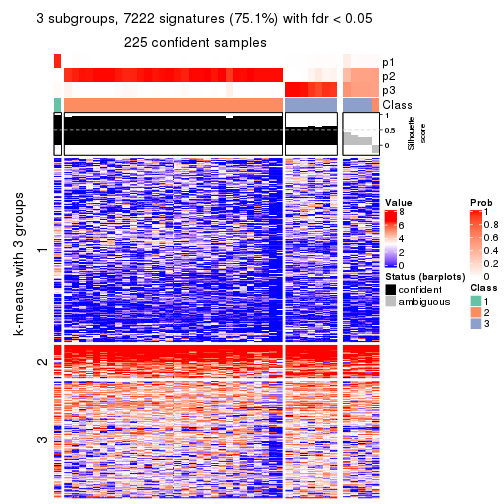 3 subgroups, 7222 signatures (75.1%) with fdr < 0.05
225 confident samples
p1
p2
p3
Class
1
0.5
0
Silhouette
score
k-means with 3 groups
1
2
3
Value
8
6
4
2
0
Status (barplots)
confident
ambiguous
Prob
1
0.8
0.6
0.4
0.2
0
Class
1
2
3